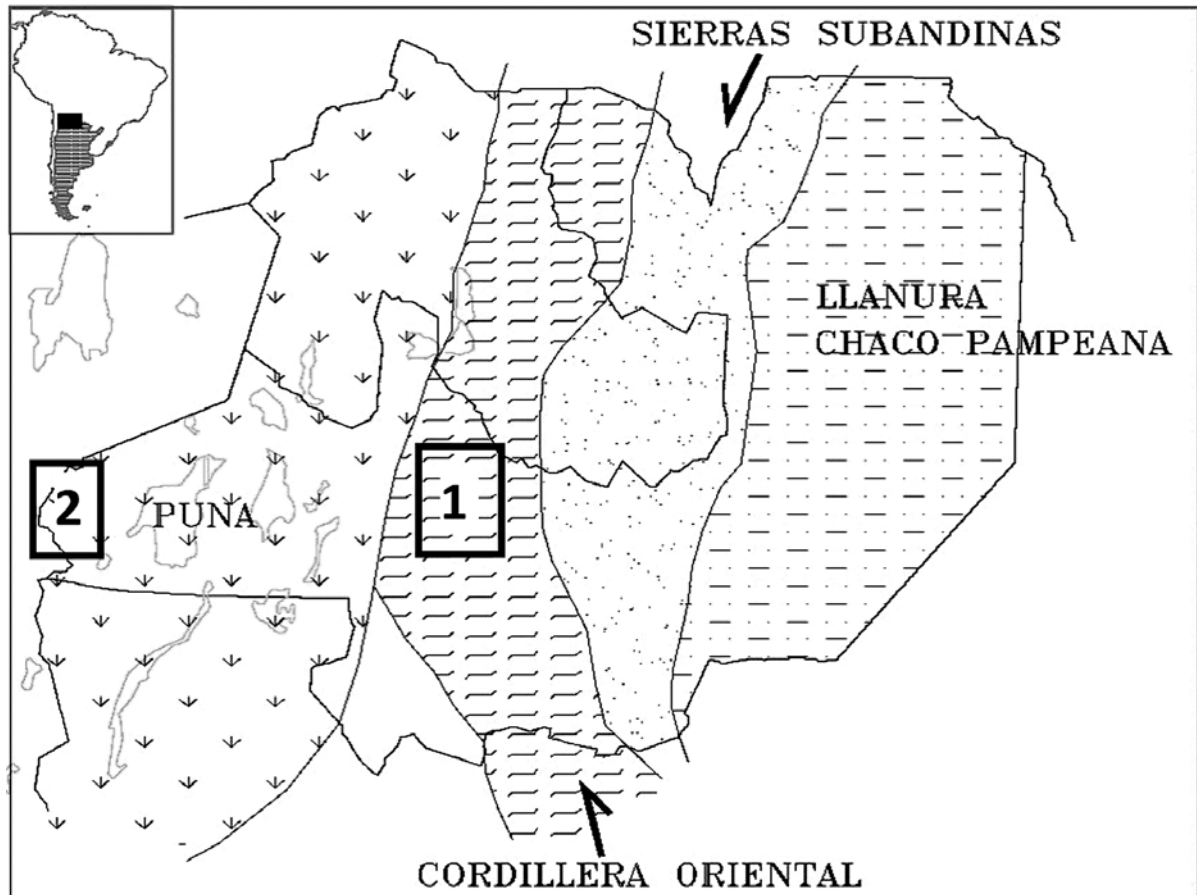 SIERRAS SUBANDINAS
LLANURA
CHACO PAMPEANA
2
PUNA
1
CORDILLERA ORIENTAL